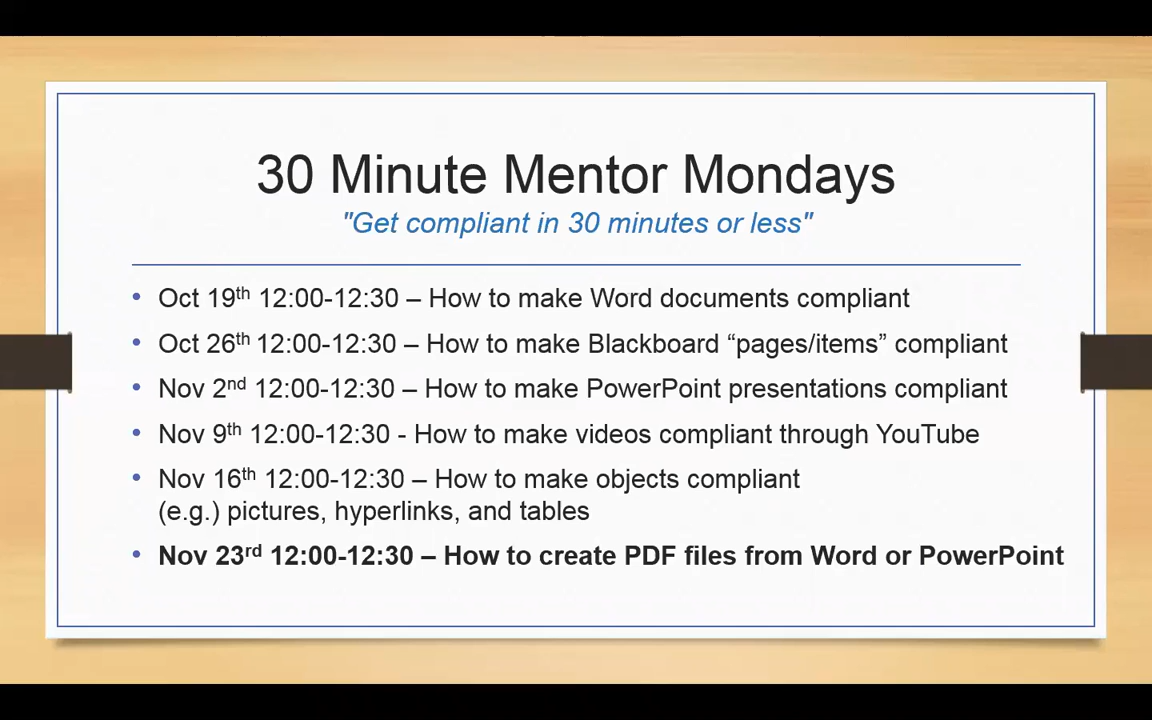 30 Minute Mentor Mondays
"Get compliant in 30 minutes or less"
• Oct 19th 12:00-12:30 – How to make Word documents compliant
• Oct 26th 12:00-12:30 – How to make Blackboard “pages/items” compliant
• Nov 2nd 12:00-12:30 – How to make PowerPoint presentations compliant
• Nov 9th 12:00-12:30 - How to make videos compliant through YouTube
• Nov 16th 12:00-12:30 – How to make objects compliant
(e.g.) pictures, hyperlinks, and tables
• Nov 23rd 12:00-12:30 – How to create PDF files from Word or PowerPoint